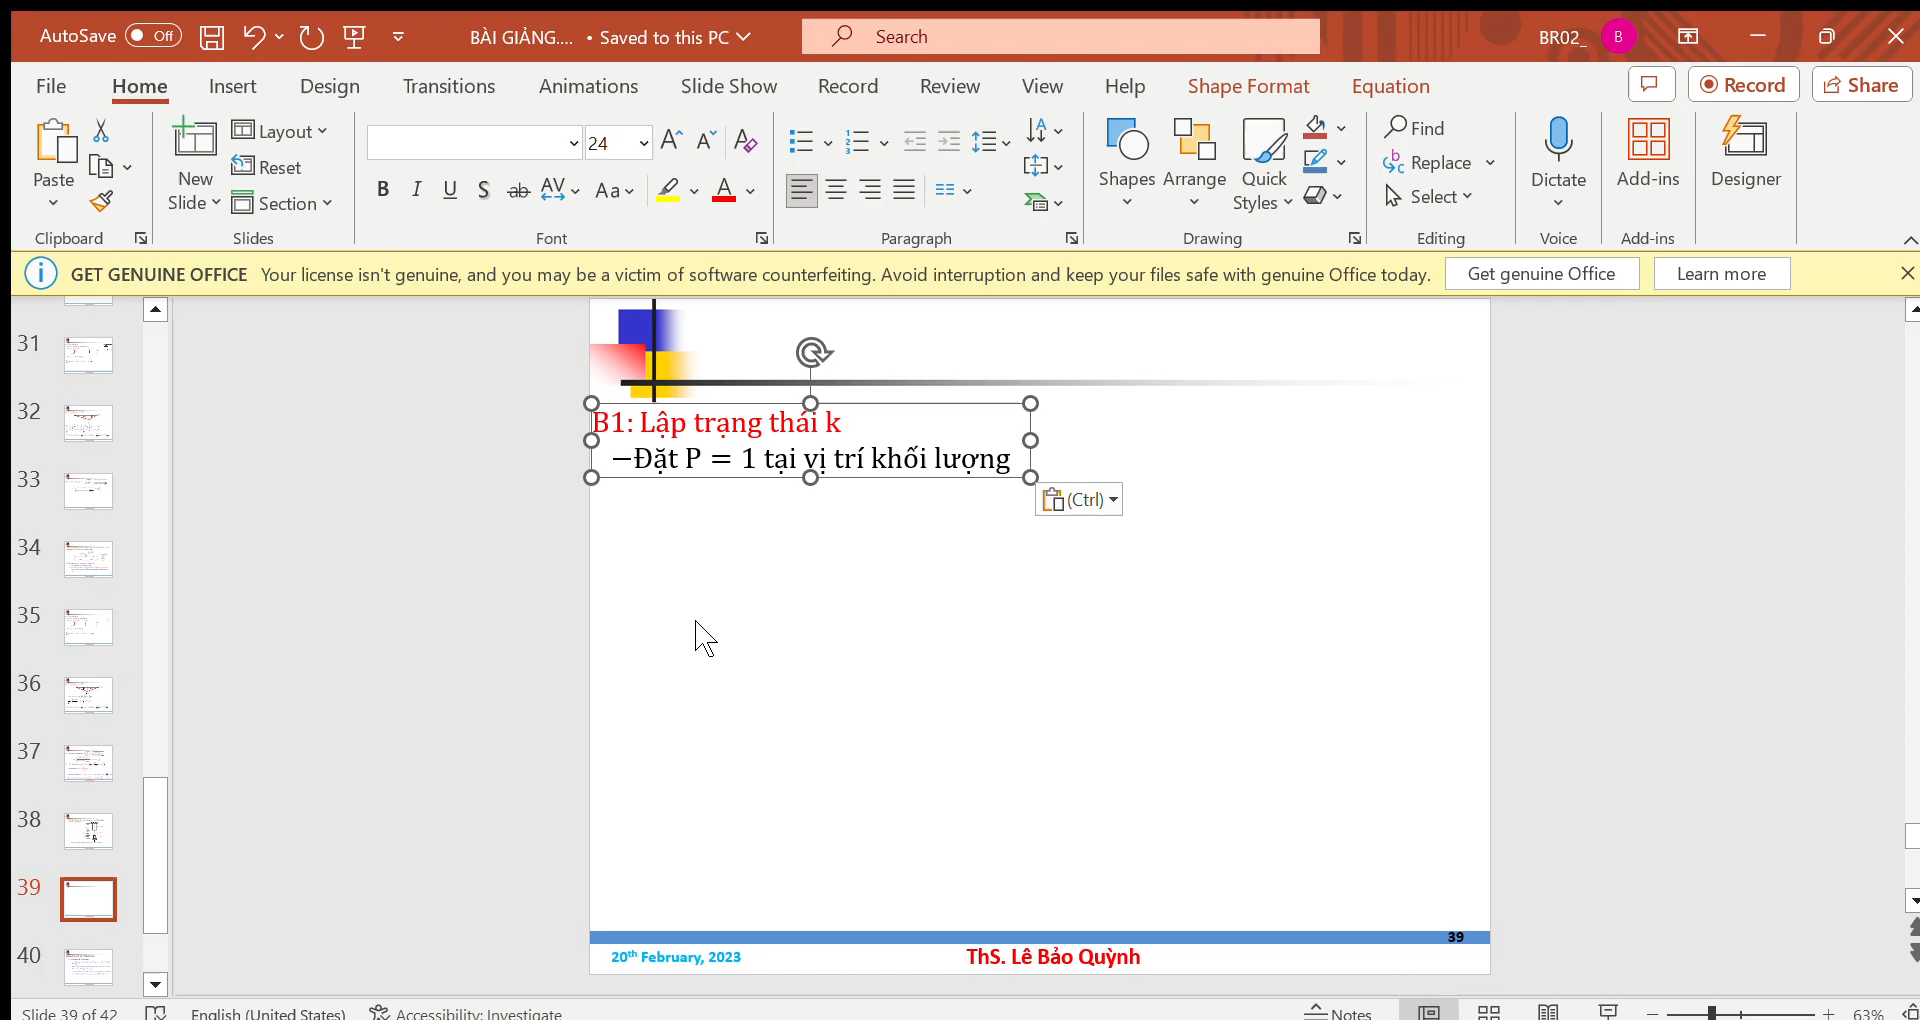 AutoSave Off BÀI GIẢNG.... • Saved to this PC Search BR02_ B
File Home Insert Design Transitions Animations Slide Show Record Review View Help Shape Format Equation Record Share
Paste
Clipboard
New
Slide
Layout
Reset
Section
Slides
24
B I U S ab AV Aa A
Font
Paragraph
Shapes
Arrange
Quick
Styles
Drawing
Find
Replace
Select
Editing
Dictate
Voice
Add-ins
Add-ins
Designer
GET GENUINE OFFICE Your license isn't genuine, and you may be a victim of software counterfeiting. Avoid interruption and keep your files safe with genuine Office today. Get genuine Office Learn more
31
32
33
34
35
36
37
38
39
40
B1: Lập trạng thái k
−Đặt P = 1 tại vị trí khối lượng
(Ctrl)
39
20th February, 2023 ThS. Lê Bảo Quỳnh
Slide 39 of 42 English (United States) Accessibility: Investigate Notes 63%